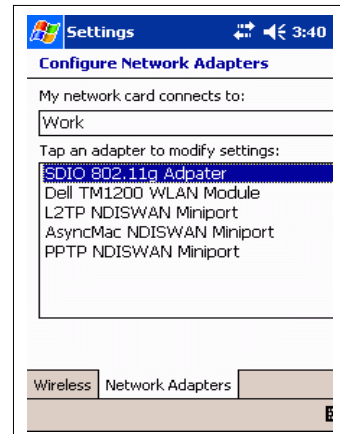 Settings 3:40
Configure Network Adapters
My network card connects to:
Work
Tap an adapter to modify settings:
SDIO 802.11g Adpater
Dell TM1200 WLAN Module
L2TP NDISWAN Miniport
AsyncMac NDISWAN Miniport
PPTP NDISWAN Miniport
Wireless Network Adapters